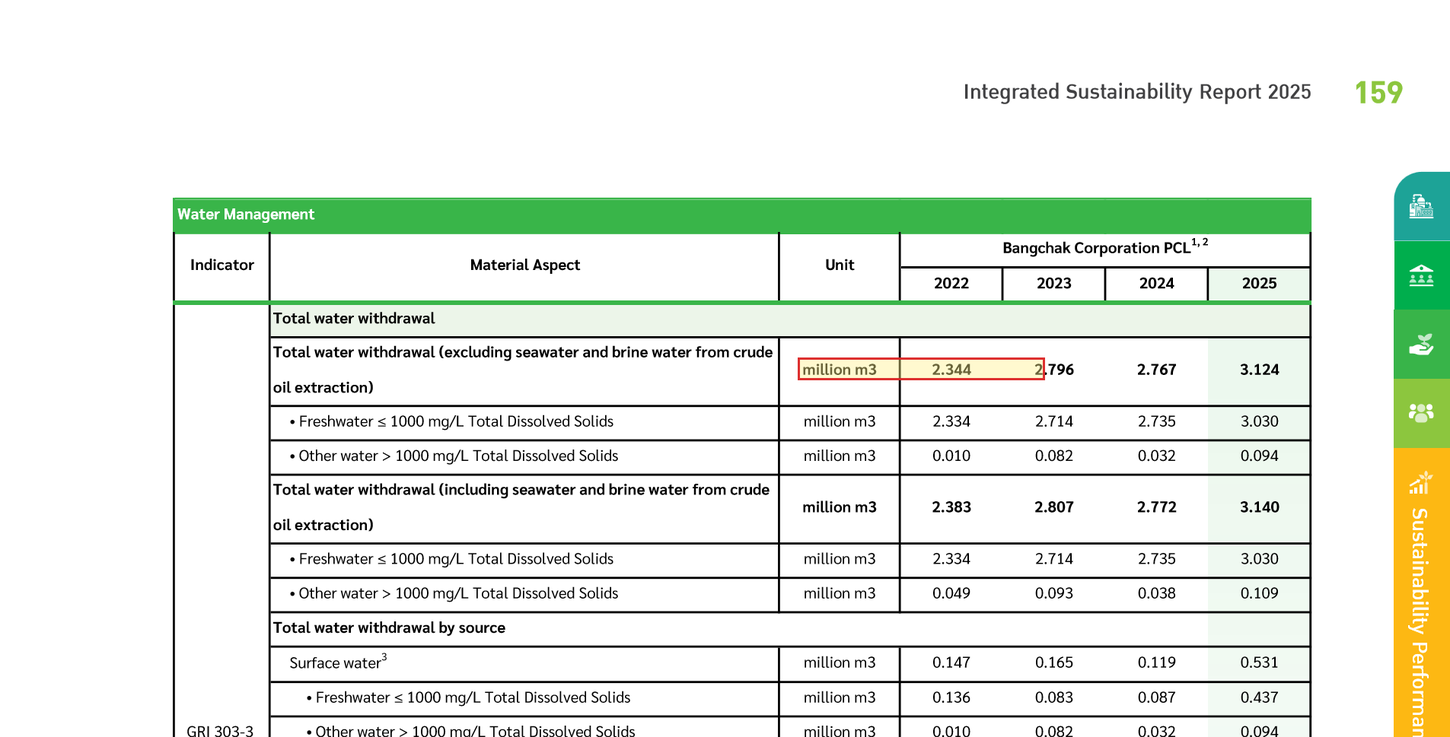 Integrated Sustainability Report 2025 159
Water Management
Indicator Material Aspect Unit Bangchak Corporation PCL1, 2
2022 2023 2024 2025
Total water withdrawal
Total water withdrawal (excluding seawater and brine water from crude oil extraction) million m3 2.344 2.796 2.767 3.124
• Freshwater ≤ 1000 mg/L Total Dissolved Solids million m3 2.334 2.714 2.735 3.030
• Other water > 1000 mg/L Total Dissolved Solids million m3 0.010 0.082 0.032 0.094
Total water withdrawal (including seawater and brine water from crude oil extraction) million m3 2.383 2.807 2.772 3.140
• Freshwater ≤ 1000 mg/L Total Dissolved Solids million m3 2.334 2.714 2.735 3.030
• Other water > 1000 mg/L Total Dissolved Solids million m3 0.049 0.093 0.038 0.109
Total water withdrawal by source
Surface water3 million m3 0.147 0.165 0.119 0.531
• Freshwater ≤ 1000 mg/L Total Dissolved Solids million m3 0.136 0.083 0.087 0.437
GRI 303-3 • Other water > 1000 mg/L Total Dissolved Solids million m3 0.010 0.082 0.032 0.094
Sustainability Performan